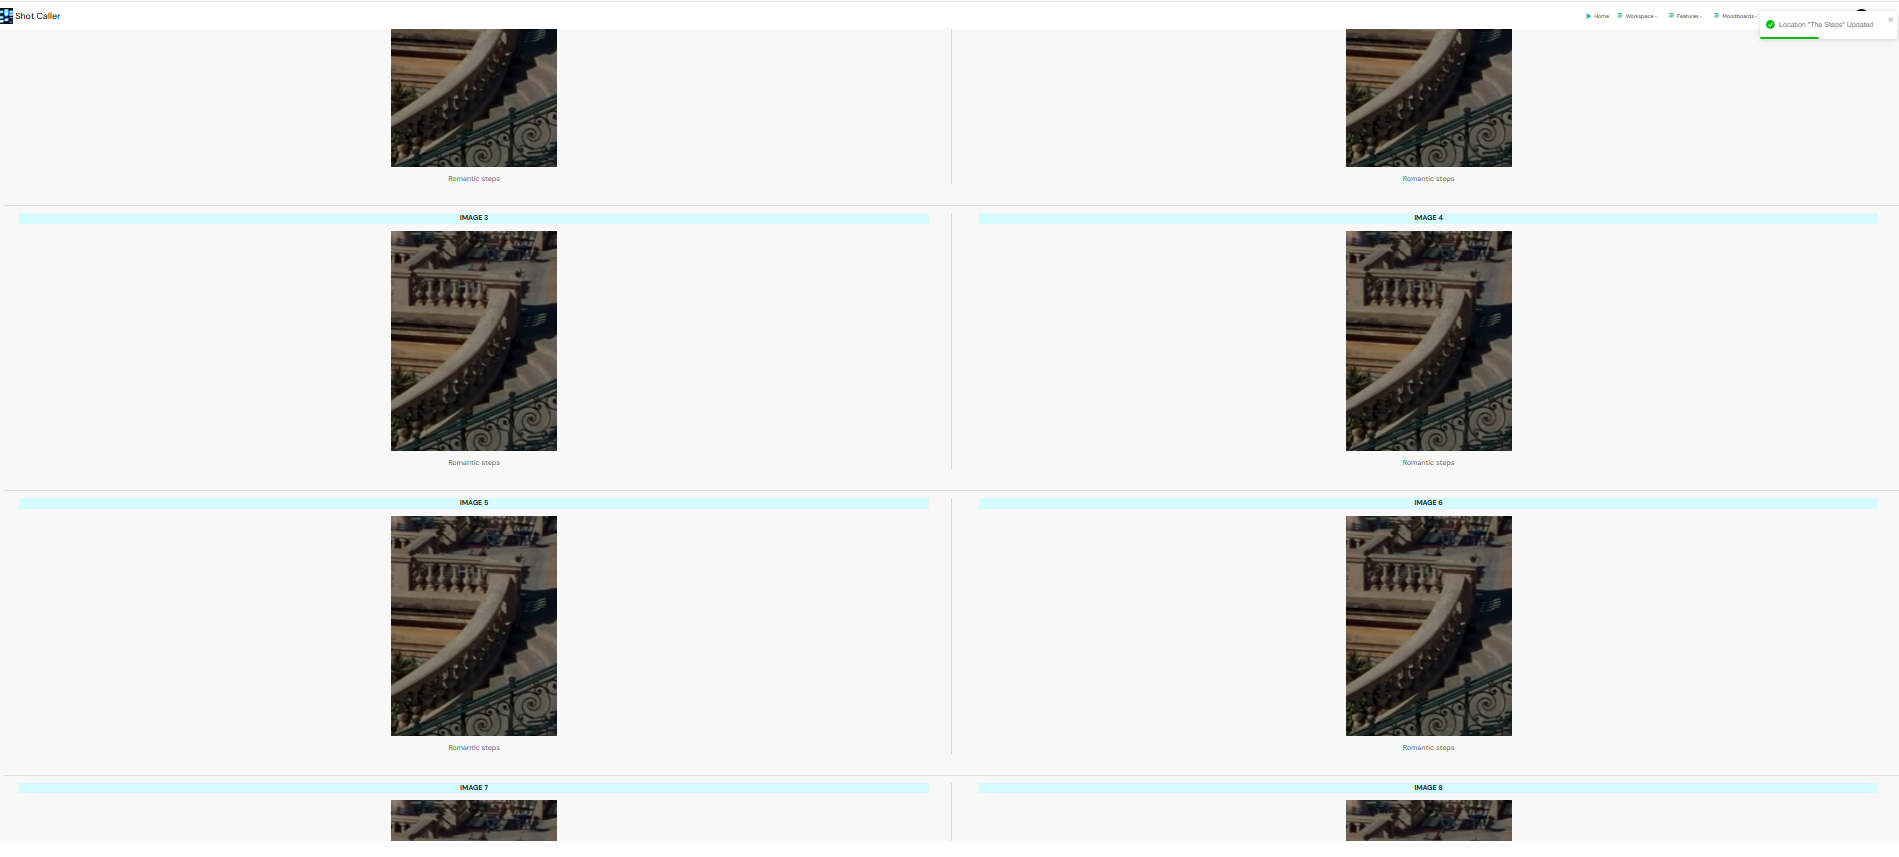 Shot Caller
Home Workspace - Features - Moodboards -
Location "The Steps" Updated
Romantic steps Romantic steps
IMAGE 3 IMAGE 4
Romantic steps Romantic steps
IMAGE 5 IMAGE 6
Romantic steps Romantic steps
IMAGE 7 IMAGE 8